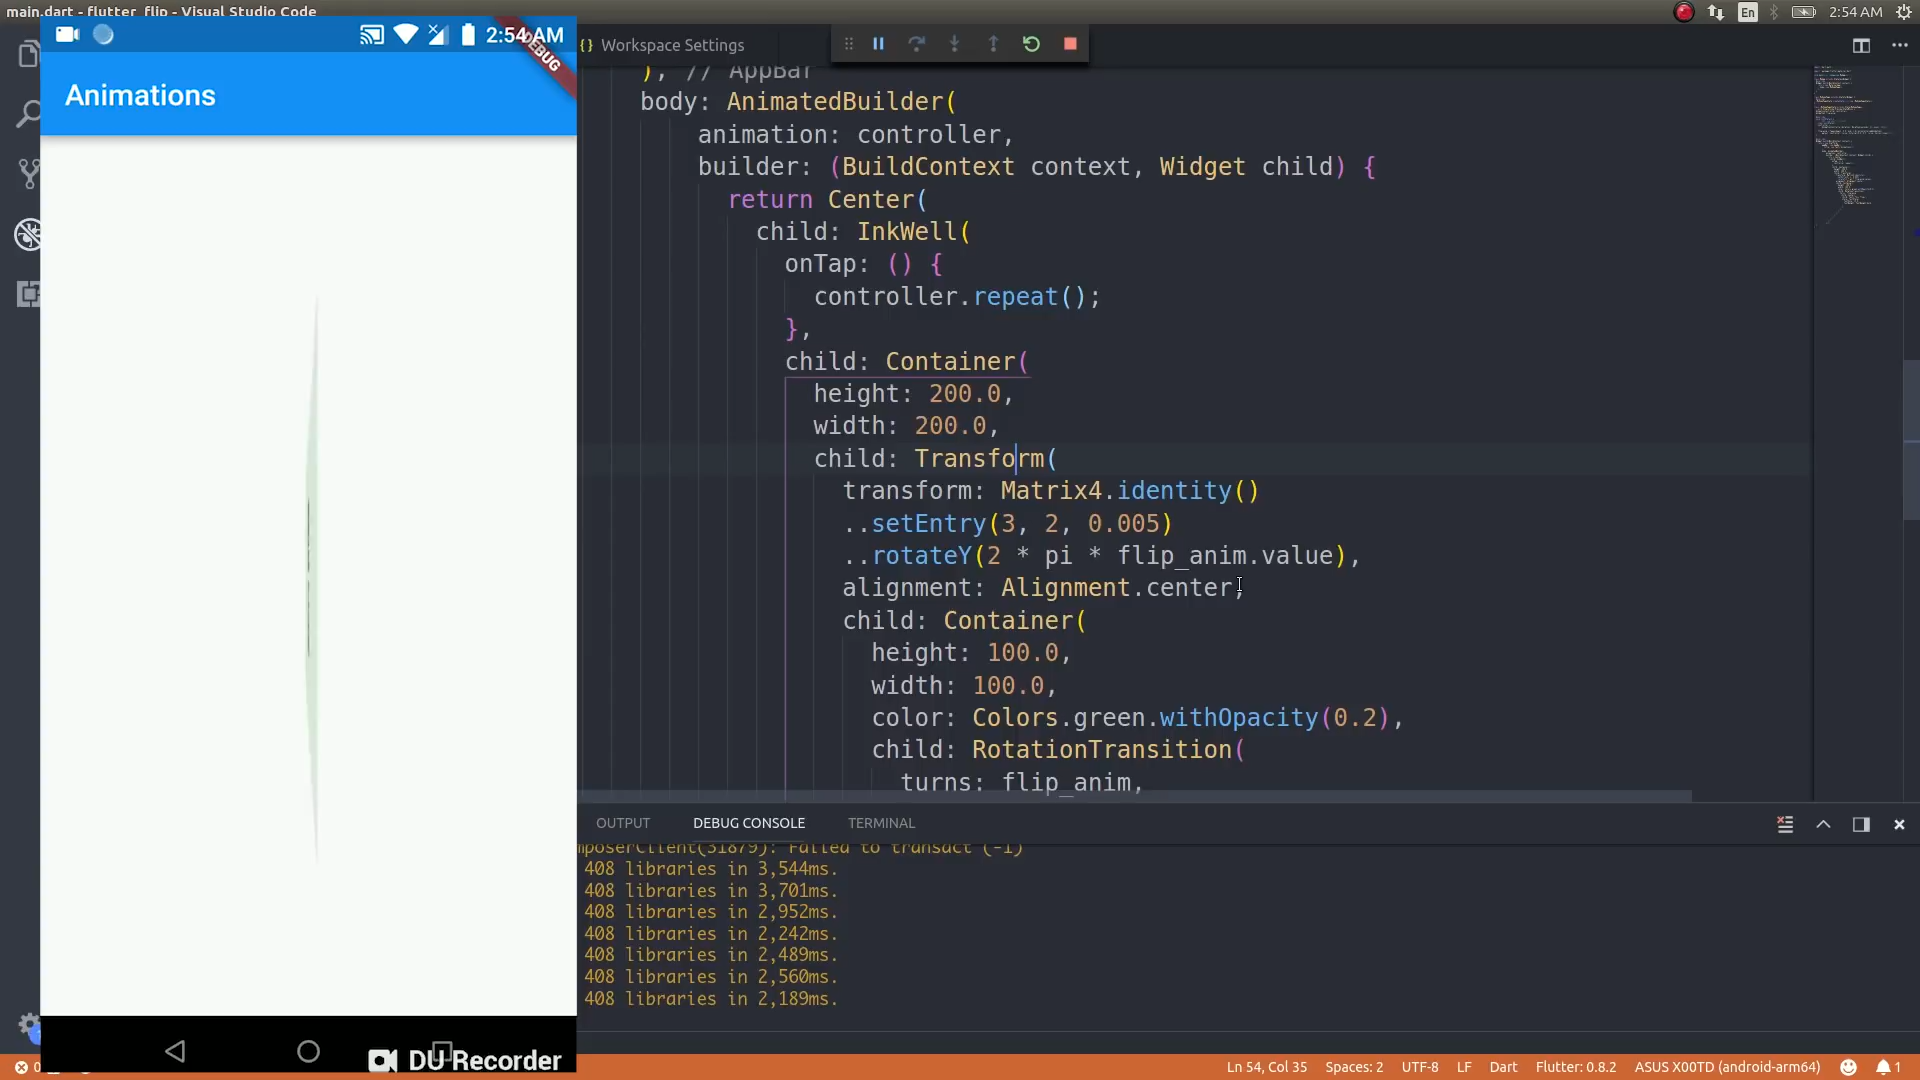 main.dart - flutter_flip - Visual Studio Code
En
2:54 AM
2:54 AM
DEBUG
Animations
{} Workspace Settings
), // AppBar
body: AnimatedBuilder(
animation: controller,
builder: (BuildContext context, Widget child) {
return Center(
child: InkWell(
onTap: () {
controller.repeat();
},
child: Container(
height: 200.0,
width: 200.0,
child: Transform(
transform: Matrix4.identity()
..setEntry(3, 2, 0.005)
..rotateY(2 * pi * flip_anim.value),
alignment: Alignment.center,
child: Container(
height: 100.0,
width: 100.0,
color: Colors.green.withOpacity(0.2),
child: RotationTransition(
turns: flip_anim,
OUTPUT
DEBUG CONSOLE
TERMINAL
mposerClient(31879): Failed to transact (-1)
408 libraries in 3,544ms.
408 libraries in 3,701ms.
408 libraries in 2,952ms.
408 libraries in 2,242ms.
408 libraries in 2,489ms.
408 libraries in 2,560ms.
408 libraries in 2,189ms.
DU Recorder
0
Ln 54, Col 35
Spaces: 2
UTF-8
LF
Dart
Flutter: 0.8.2
ASUS X00TD (android-arm64)
1